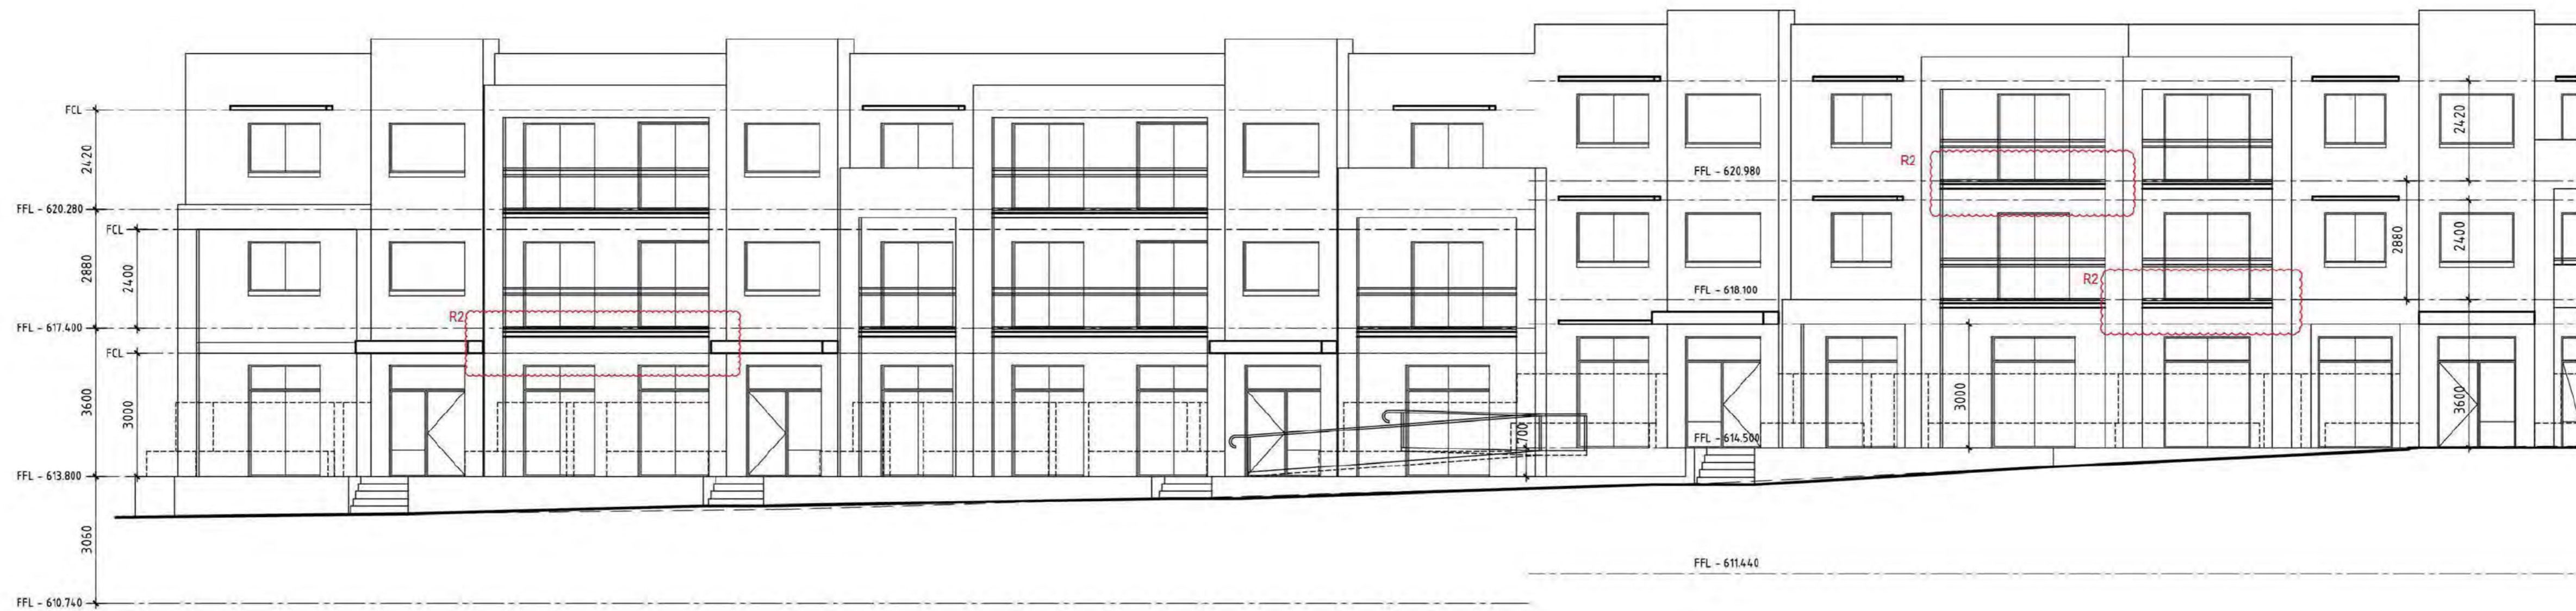 FCL
2420
FFL - 620.280
FCL
2880
2400
FFL - 617.400
FCL
3600
3000
FFL - 613.800
3060
FFL - 610.740
R2
700
FFL - 620.980
FFL - 618.100
FFL - 614.500
FFL - 611.440
R2
R2
3000
2880
2420
2400
3600